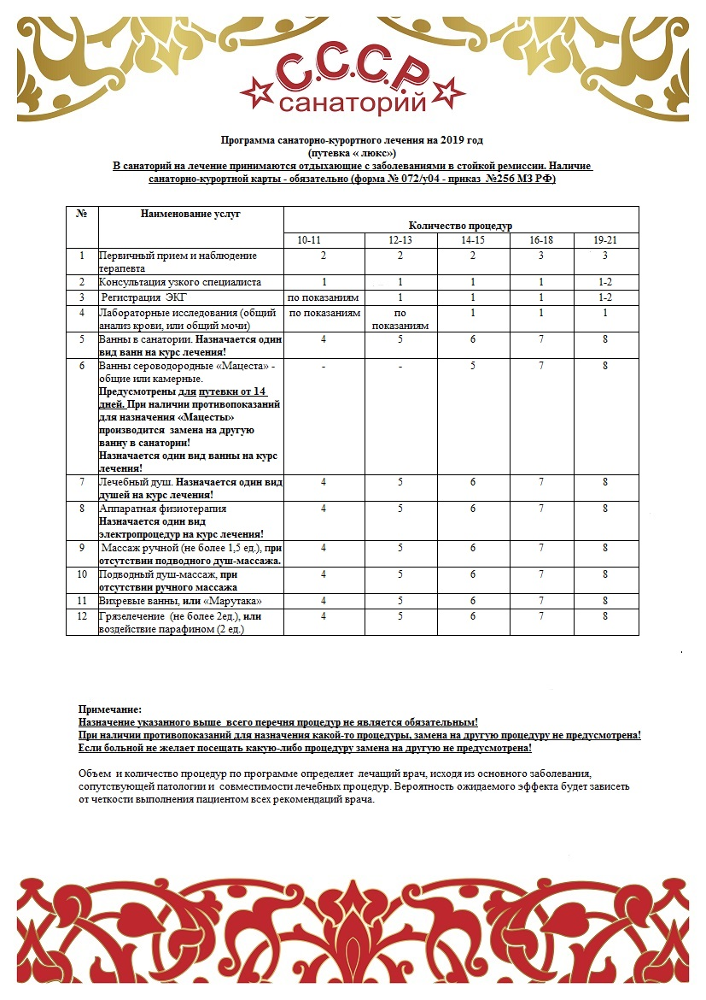 С.С.С.Р
санаторий
Программа санаторно-курортного лечения на 2019 год
(путевка « люкс»)
В санаторий на лечение принимаются отдыхающие с заболеваниями в стойкой ремиссии. Наличие
санаторно-курортной карты - обязательно (форма № 072/у04 - приказ №256 МЗ РФ)
№ Наименование услуг
Количество процедур
10-11 12-13 14-15 16-18 19-21
1 Первичный прием и наблюдение 2 2 2 3 3
терапевта
2 Консультация узкого специалиста 1 1 1 1 1-2
3 Регистрация ЭКГ по показаниям 1 1 1 1-2
4 Лабораторные исследования (общий по показаниям по 1 1 1
анализ крови, или общий мочи) показаниям
5 Ванны в санатории. Назначается один 4 5 6 7 8
вид ванн на курс лечения!
6 Ванны сероводородные «Мацеста» - - - 5 7 8
общие или камерные.
Предусмотрены для путевки от 14
дней. При наличии противопоказаний
для назначения «Мацесты»
производится замена на другую
ванну в санатории!
Назначается один вид ванны на курс
лечения!
7 Лечебный душ. Назначается один вид 4 5 6 7 8
душей на курс лечения!
8 Аппаратная физиотерапия 4 5 6 7 8
Назначается один вид
электропроцедур на курс лечения!
9 Массаж ручной (не более 1,5 ед.), при 4 5 6 7 8
отсутствии подводного душ-массажа.
10 Подводный душ-массаж, при 4 5 6 7 8
отсутствии ручного массажа
11 Вихревые ванны, или «Марутака» 4 5 6 7 8
12 Грязелечение (не более 2ед.), или 4 5 6 7 8
воздействие парафином (2 ед.)
Примечание:
Назначение указанного выше всего перечня процедур не является обязательным!
При наличии противопоказаний для назначения какой-то процедуры, замена на другую процедуру не предусмотрена!
Если больной не желает посещать какую-либо процедуру замена на другую не предусмотрена!
Объем и количество процедур по программе определяет лечащий врач, исходя из основного заболевания,
сопутствующей патологии и совместимости лечебных процедур. Вероятность ожидаемого эффекта будет зависеть
от четкости выполнения пациентом всех рекомендаций врача.